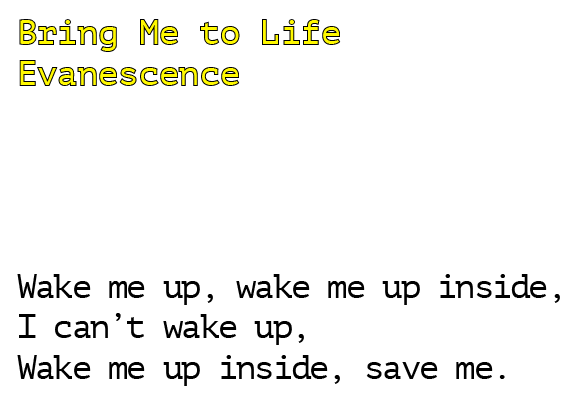 Bring Me to Life
Evanescence
Wake me up, wake me up inside,
I can’t wake up,
Wake me up inside, save me.